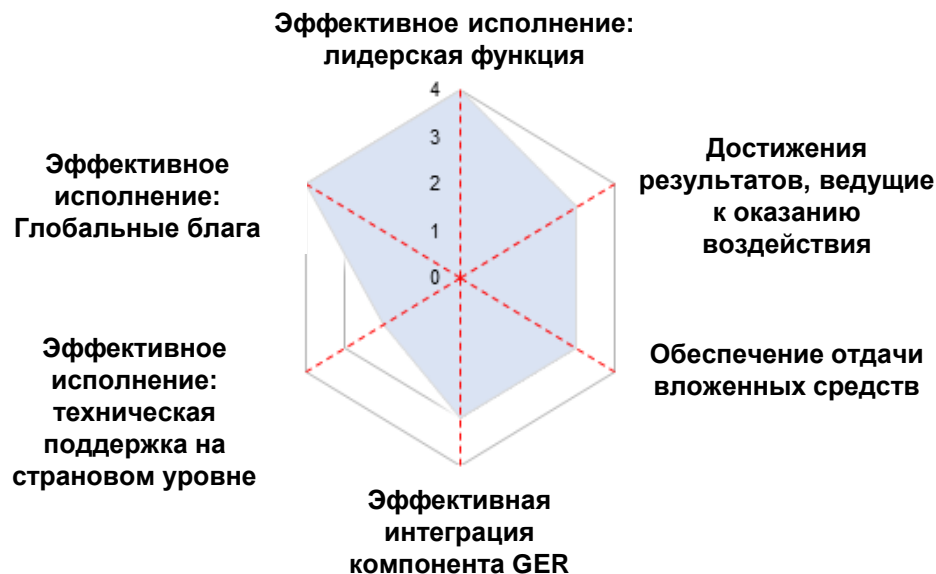 Эффективное исполнение:
лидерская функция
4
3
2
1
0
Достижения
результатов, ведущие
к оказанию
воздействия
Обеспечение отдачи
вложенных средств
Эффективная
интеграция
компонента GER
Эффективное
исполнение:
техническая
поддержка на
страновом уровне
Эффективное
исполнение:
Глобальные блага